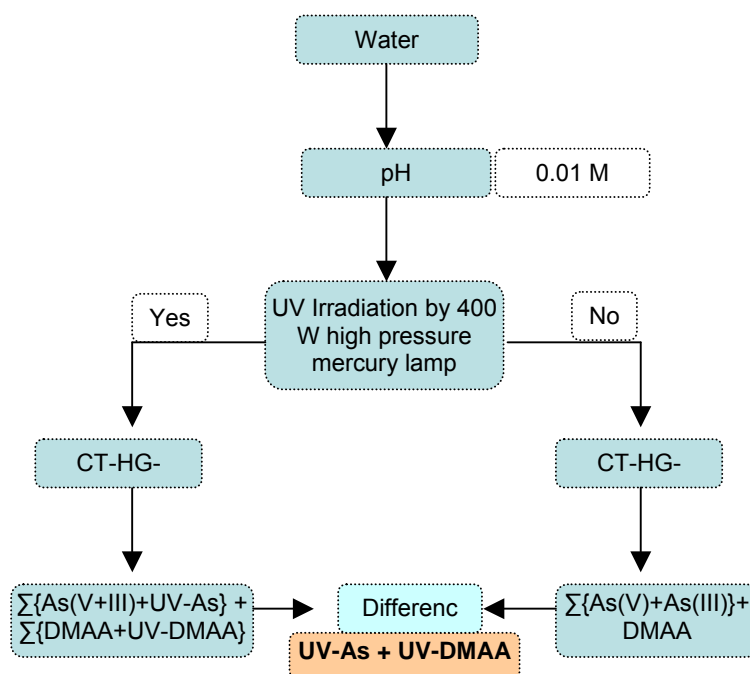 Water
pH
0.01 M
UV Irradiation by 400
W high pressure
mercury lamp
Yes
No
CT-HG-
CT-HG-
∑{As(V+III)+UV-As} +
∑{DMAA+UV-DMAA}
Differenc
∑{As(V)+As(III)}+
DMAA
UV-As + UV-DMAA